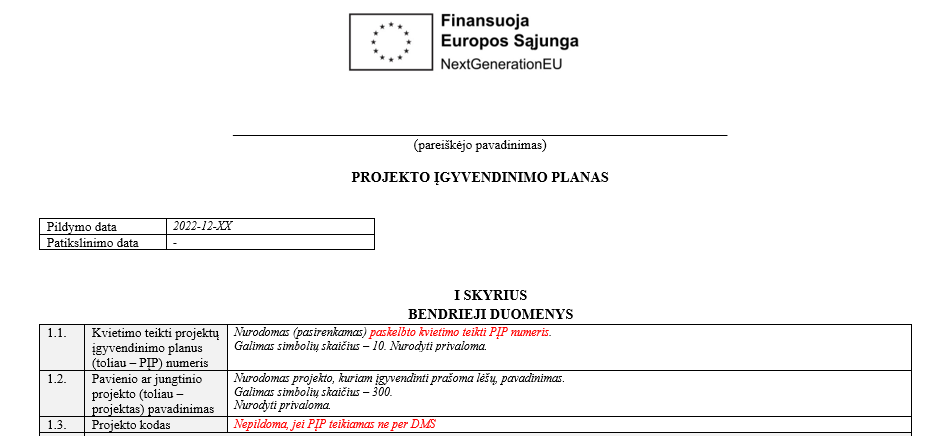 Finansuoja
Europos Sąjunga
NextGenerationEU
(pareiškėjo pavadinimas)
PROJEKTO ĮGYVENDINIMO PLANAS
Pildymo data 2022-12-XX
Patikslinimo data -
I SKYRIUS
BENDRIEJI DUOMENYS
1.1. Kvietimo teikti projektų įgyvendinimo planus (toliau – PĮP) numeris
Nurodomas (pasirenkamas) paskelbto kvietimo teikti PĮP numeris.
Galimas simbolių skaičius – 10. Nurodyti privaloma.
1.2. Pavienio ar jungtinio projekto (toliau – projektas) pavadinimas
Nurodomas projekto, kuriam įgyvendinti prašoma lėšų, pavadinimas.
Galimas simbolių skaičius – 300.
Nurodyti privaloma.
1.3. Projekto kodas
Nepildoma, jei PĮP teikiamas ne per DMS